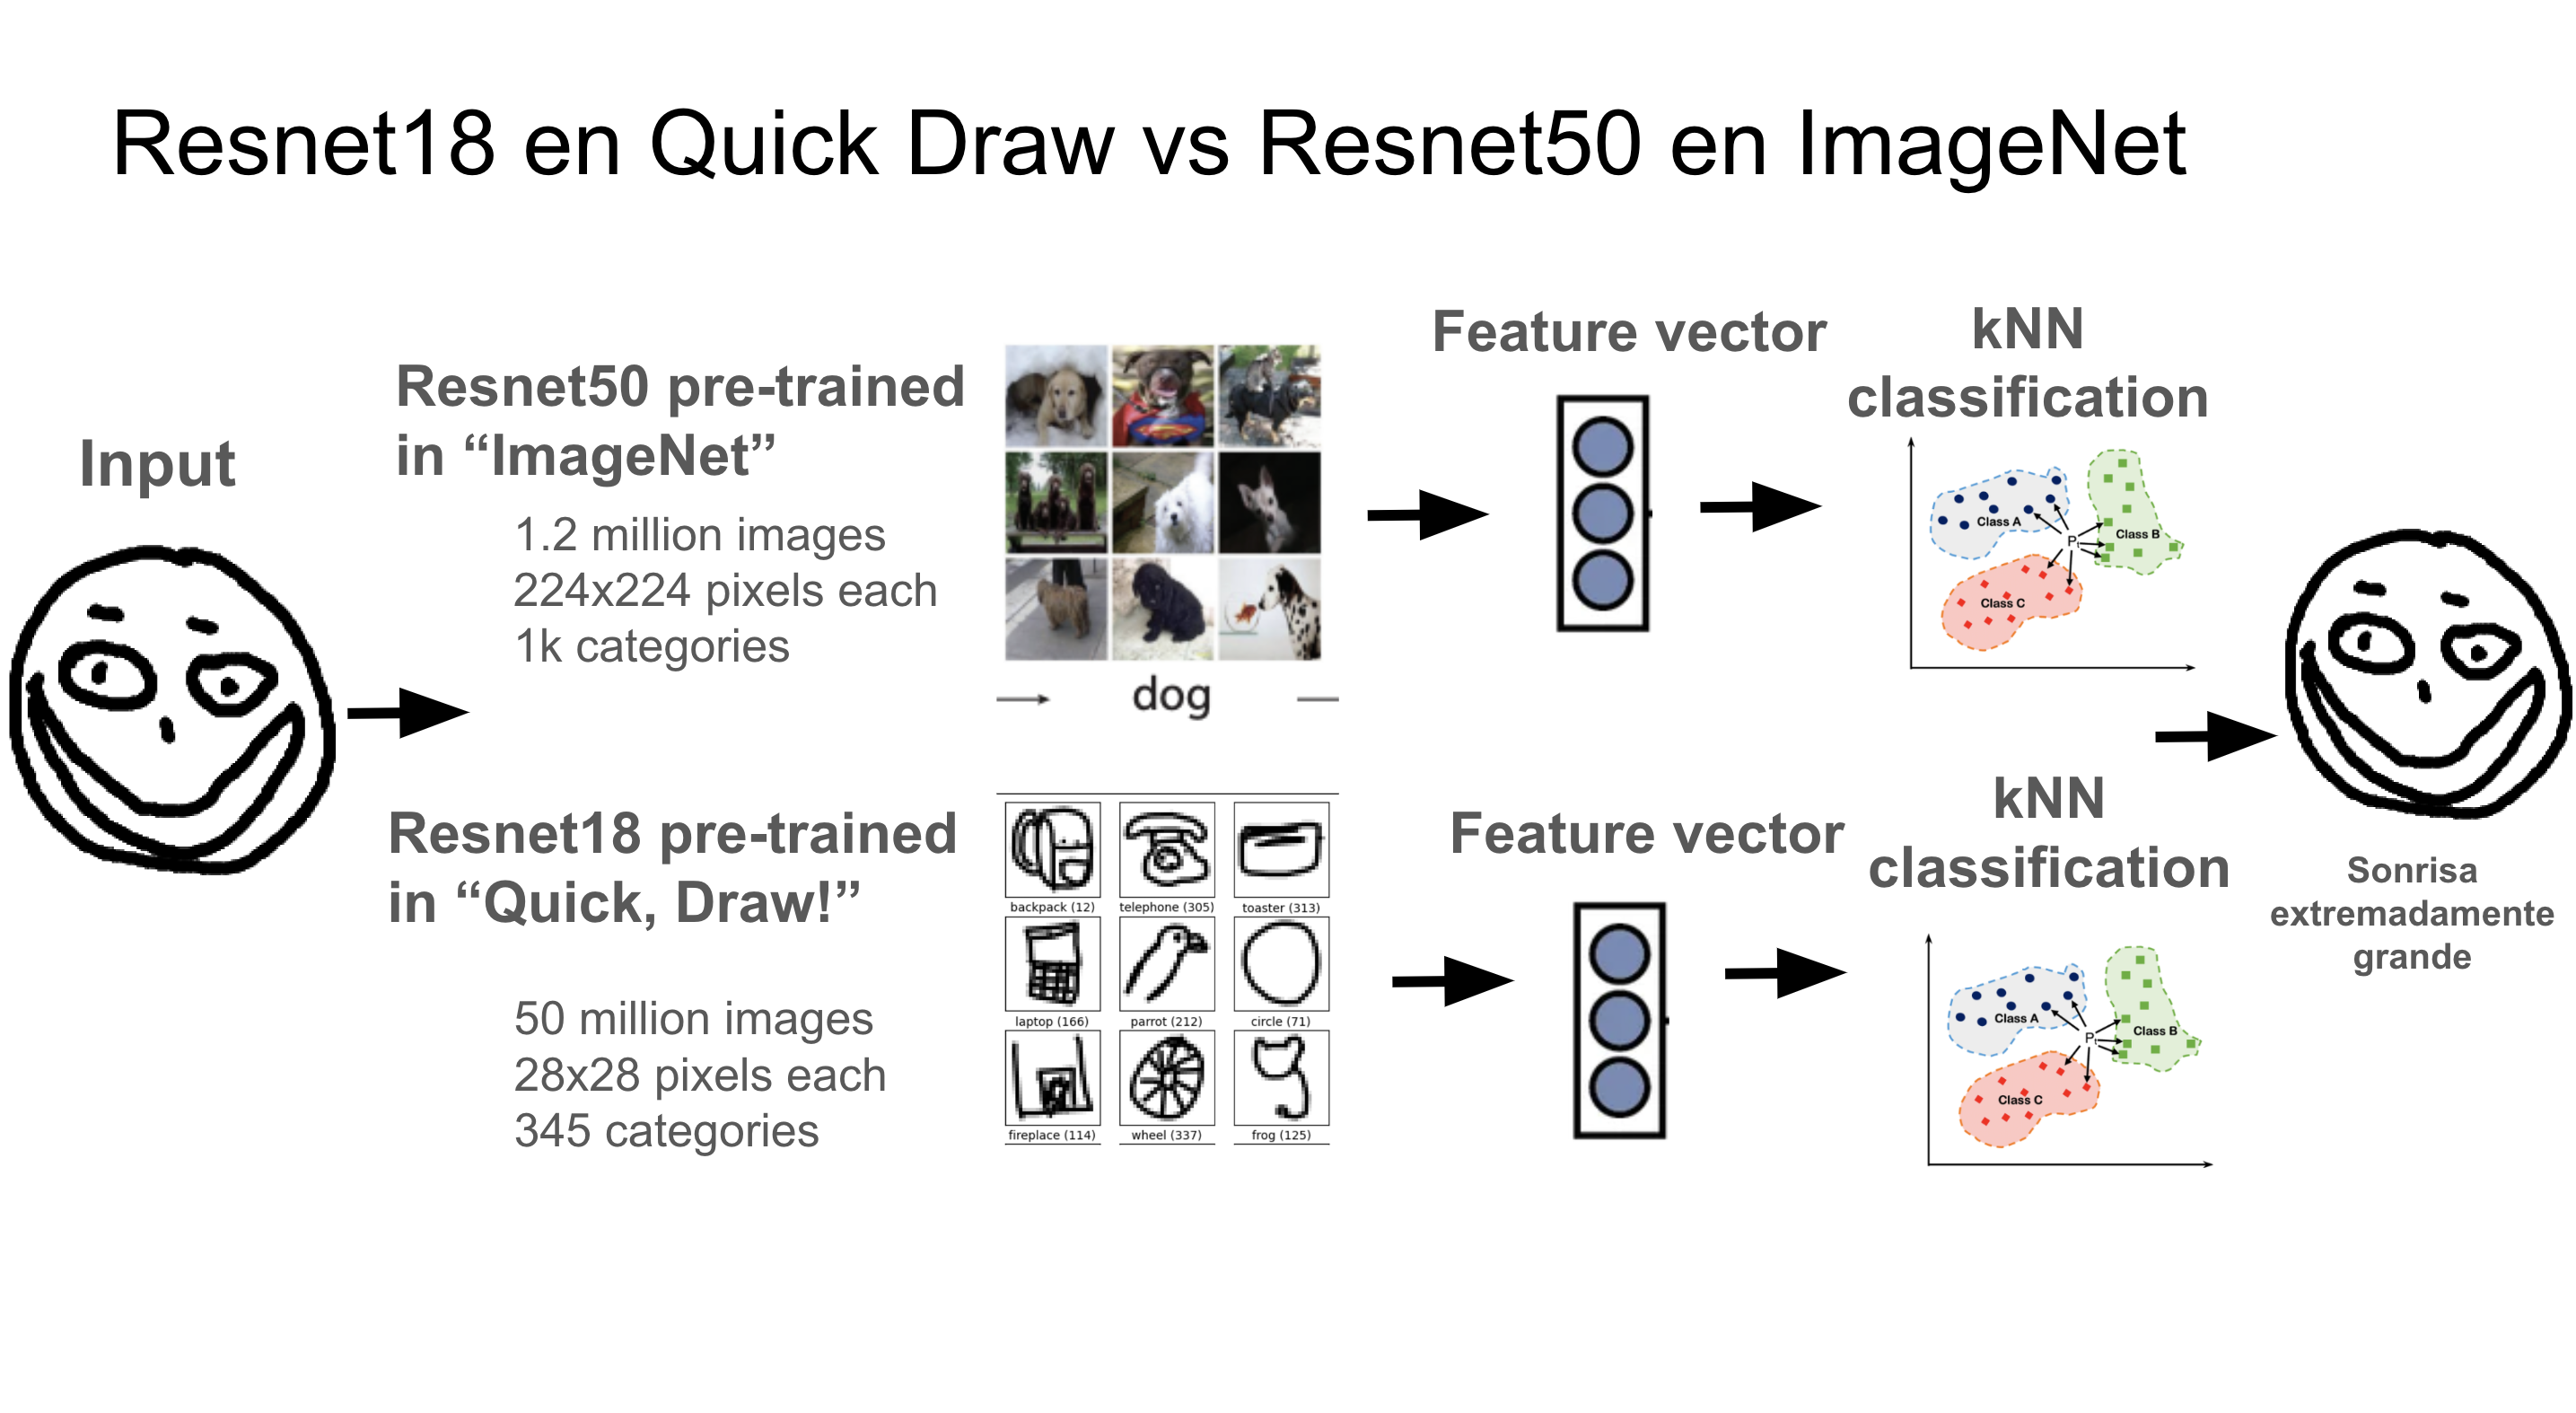 Resnet18 en Quick Draw vs Resnet50 en ImageNet
Input
Resnet50 pre-trained
in “ImageNet”
1.2 million images
224x224 pixels each
1k categories
dog
Feature vector
kNN
classification
Class A
Class B
Class C
Pt
Resnet18 pre-trained
in “Quick, Draw!”
50 million images
28x28 pixels each
345 categories
backpack (12) telephone (305) toaster (313)
laptop (166) parrot (212) circle (71)
fireplace (114) wheel (337) frog (125)
Feature vector
kNN
classification
Class A
Class B
Class C
Pt
Sonrisa
extremadamente
grande